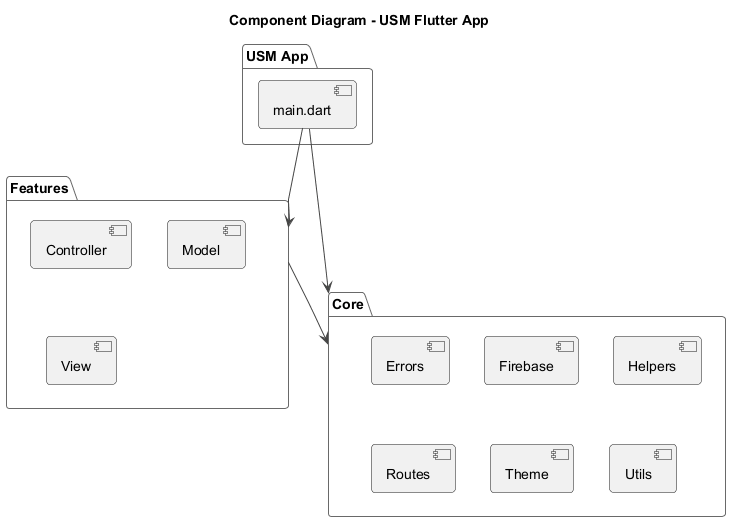 Component Diagram - USM Flutter App
USM App
main.dart
Features
Controller
Model
View
Core
Errors
Firebase
Helpers
Routes
Theme
Utils